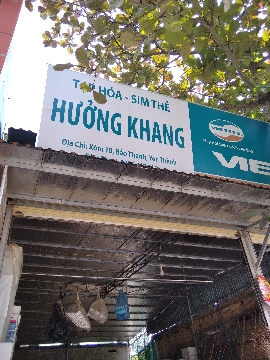 TẠP HÓA - SIM THẺ
HƯỞNG KHANG
Địa Chỉ: Xóm 10, Bảo Thành, Yên Thành
VIE